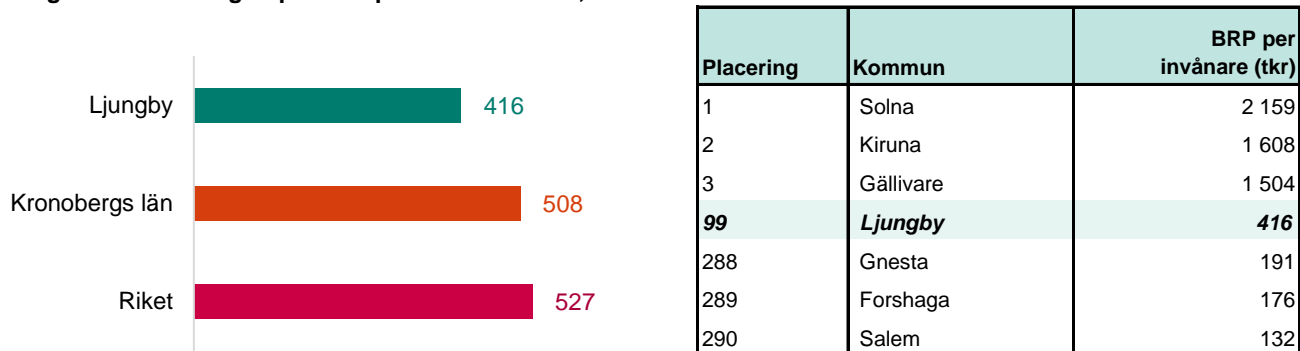 Ljungby 416
Kronobergs län 508
Riket 527
Placering Kommun BRP per invånare (tkr)
1 Solna 2 159
2 Kiruna 1 608
3 Gällivare 1 504
99 Ljungby 416
288 Gnesta 191
289 Forshaga 176
290 Salem 132